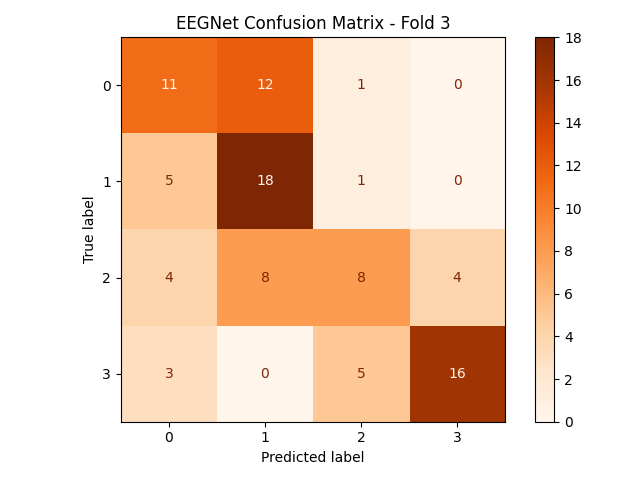 EEGNet Confusion Matrix - Fold 3
True label
0 11 12 1 0
1 5 18 1 0
2 4 8 8 4
3 3 0 5 16
0 1 2 3
Predicted label
18
16
14
12
10
8
6
4
2
0